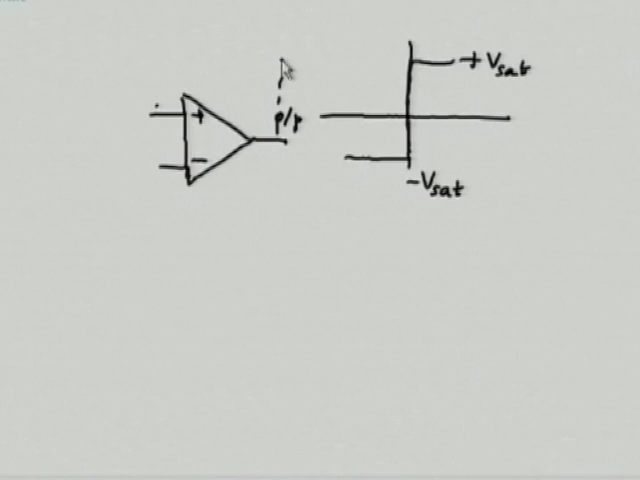 + Vsat
+
o/p
−
−Vsat